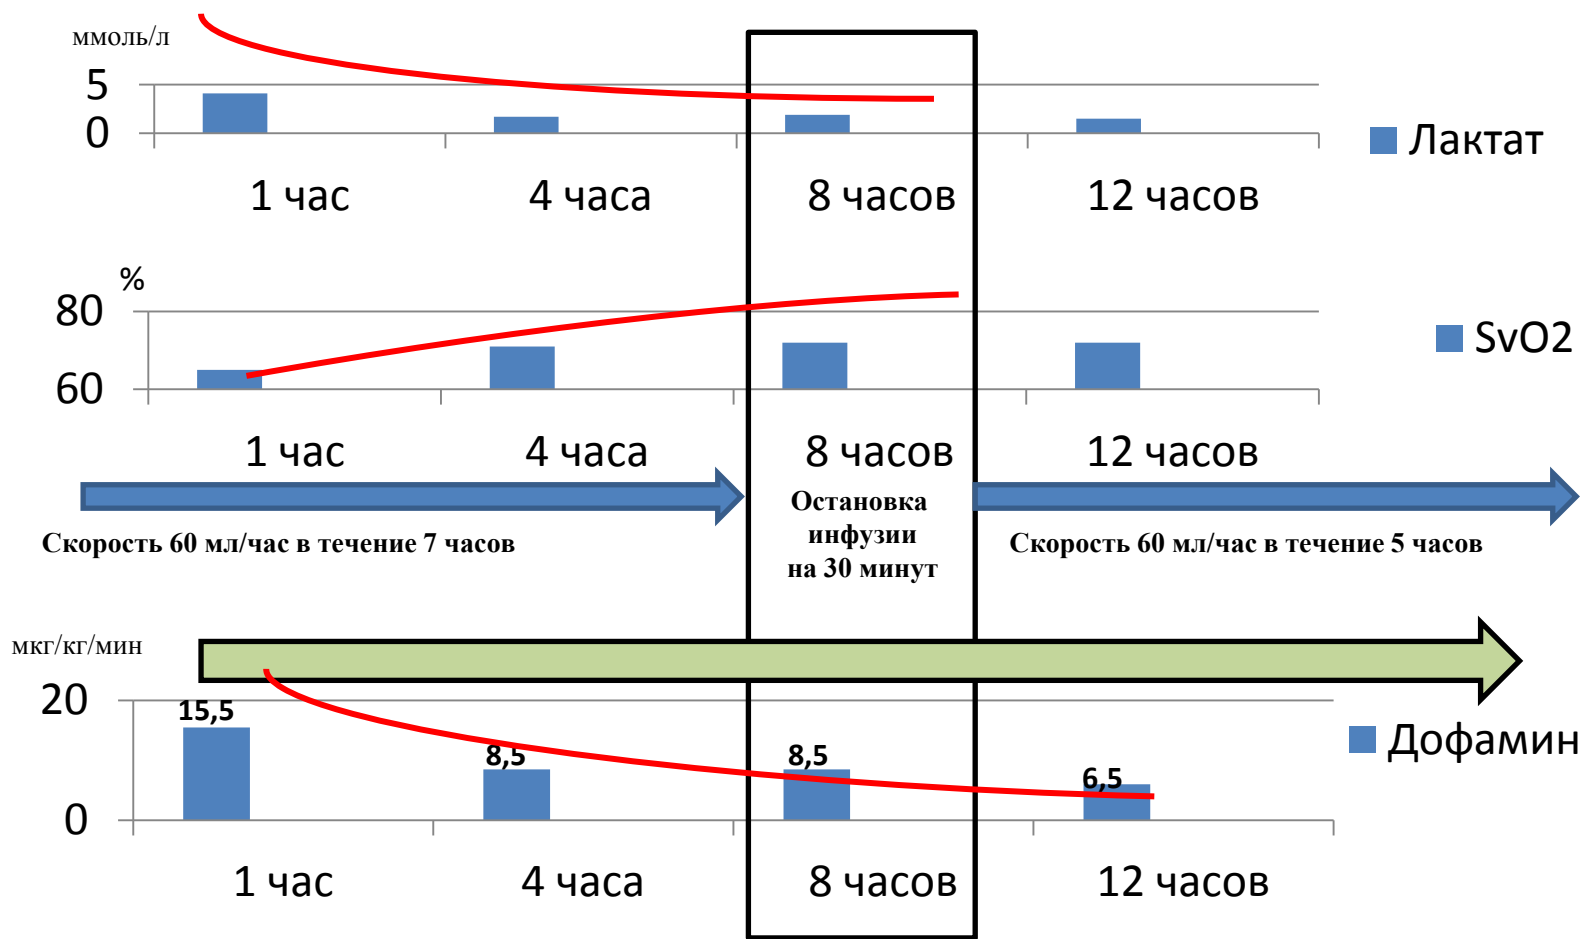 ммоль/л
5
0
1 час 4 часа 8 часов 12 часов
Лактат
%
80
60
1 час 4 часа 8 часов 12 часов
SvO2
Скорость 60 мл/час в течение 7 часов
Остановка
инфузии
на 30 минут
Скорость 60 мл/час в течение 5 часов
мкг/кг/мин
20
0
15,5 8,5 8,5 6,5
1 час 4 часа 8 часов 12 часов
Дофамин